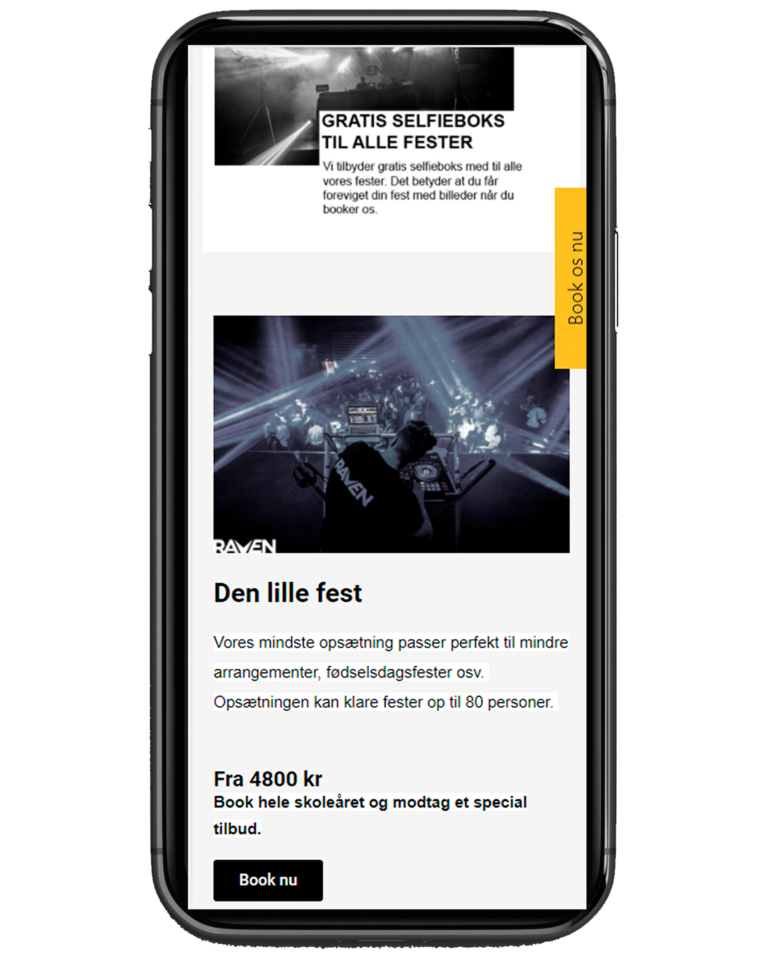 RAVEN
GRATIS SELFIEBOKS
TIL ALLE FESTER
Vi tilbyder gratis selfieboks med til alle
vores fester. Det betyder at du får
foreviget din fest med billeder når du
booker os.
Book os nu
RAVEN
RAVEN
Den lille fest
Vores mindste opsætning passer perfekt til mindre
arrangementer, fødselsdagsfester osv.
Opsætningen kan klare fester op til 80 personer.
Fra 4800 kr
Book hele skoleåret og modtag et special
tilbud.
Book nu